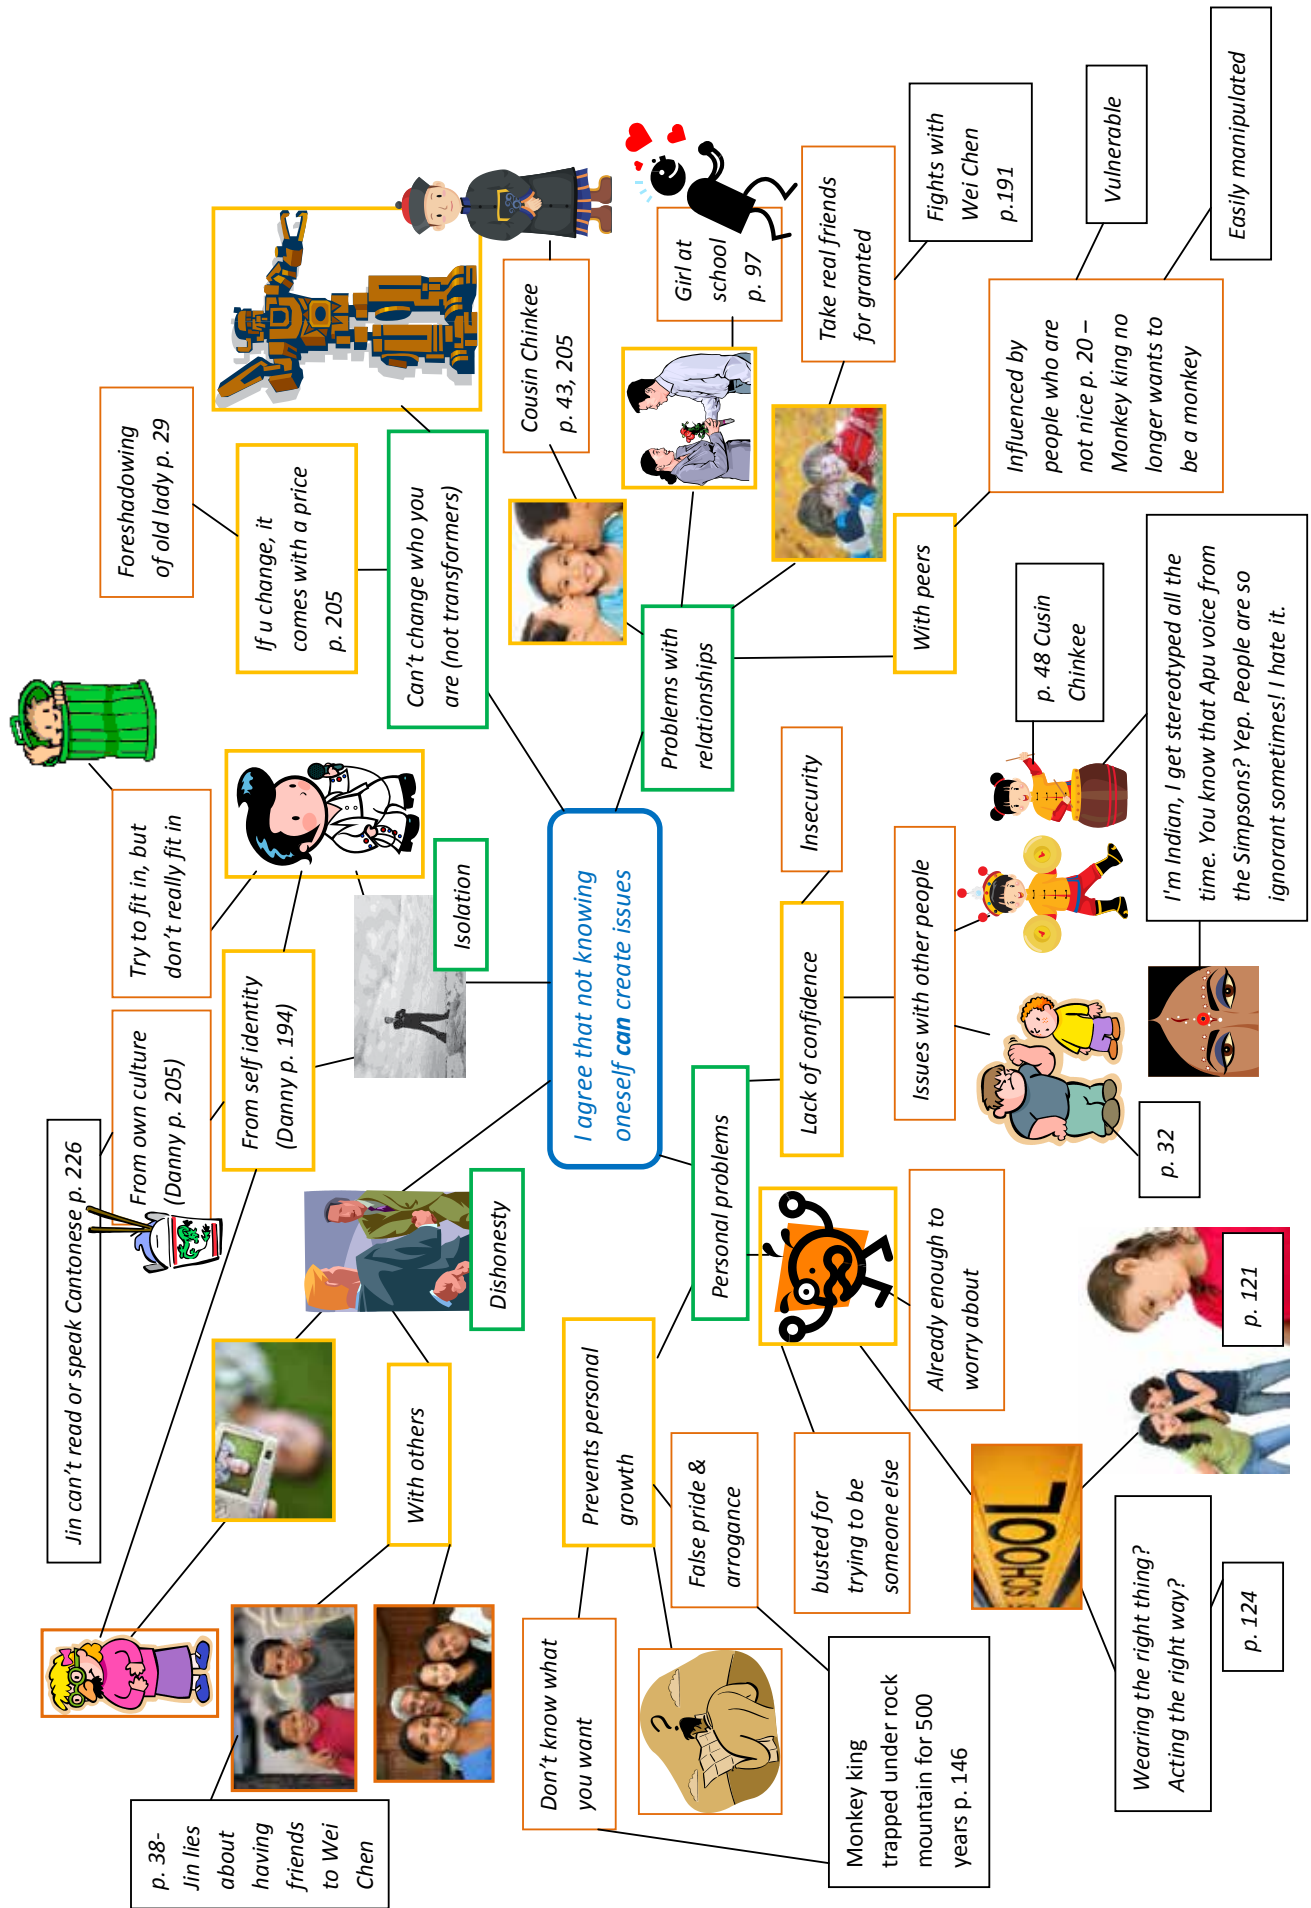 Jin can't read or speak Cantonese p. 226
From own culture
(Danny p. 205)
Try to fit in, but
don't really fit in
Foreshadowing
of old lady p. 29
p. 38-
Jin lies
about
having
friends
to Wei
Chen
From self identity
(Danny p. 194)
If u change, it
comes with a price
p. 205
With others
Dishonesty
Isolation
Can't change who you
are (not transformers)
Cousin Chinkee
p. 43, 205
Don't know what
you want
Prevents personal
growth
I agree that not knowing
oneself can create issues
Problems with
relationships
Girl at
school
p. 97
False pride &
arrogance
Personal problems
Lack of confidence
Insecurity
Take real friends
for granted
Fights with
Wei Chen
p.191
Monkey king
trapped under rock
mountain for 500
years p. 146
busted for
trying to be
someone else
Already enough to
worry about
Issues with other people
With peers
Influenced by
people who are
not nice p. 20 –
Monkey king no
longer wants to
be a monkey
Vulnerable
Easily manipulated
SCHOOL
p. 32
p. 48 Cusin
Chinkee
Wearing the right thing?
Acting the right way?
p. 124
p. 121
I'm Indian, I get stereotyped all the
time. You know that Apu voice from
the Simpsons? Yep. People are so
ignorant sometimes! I hate it.